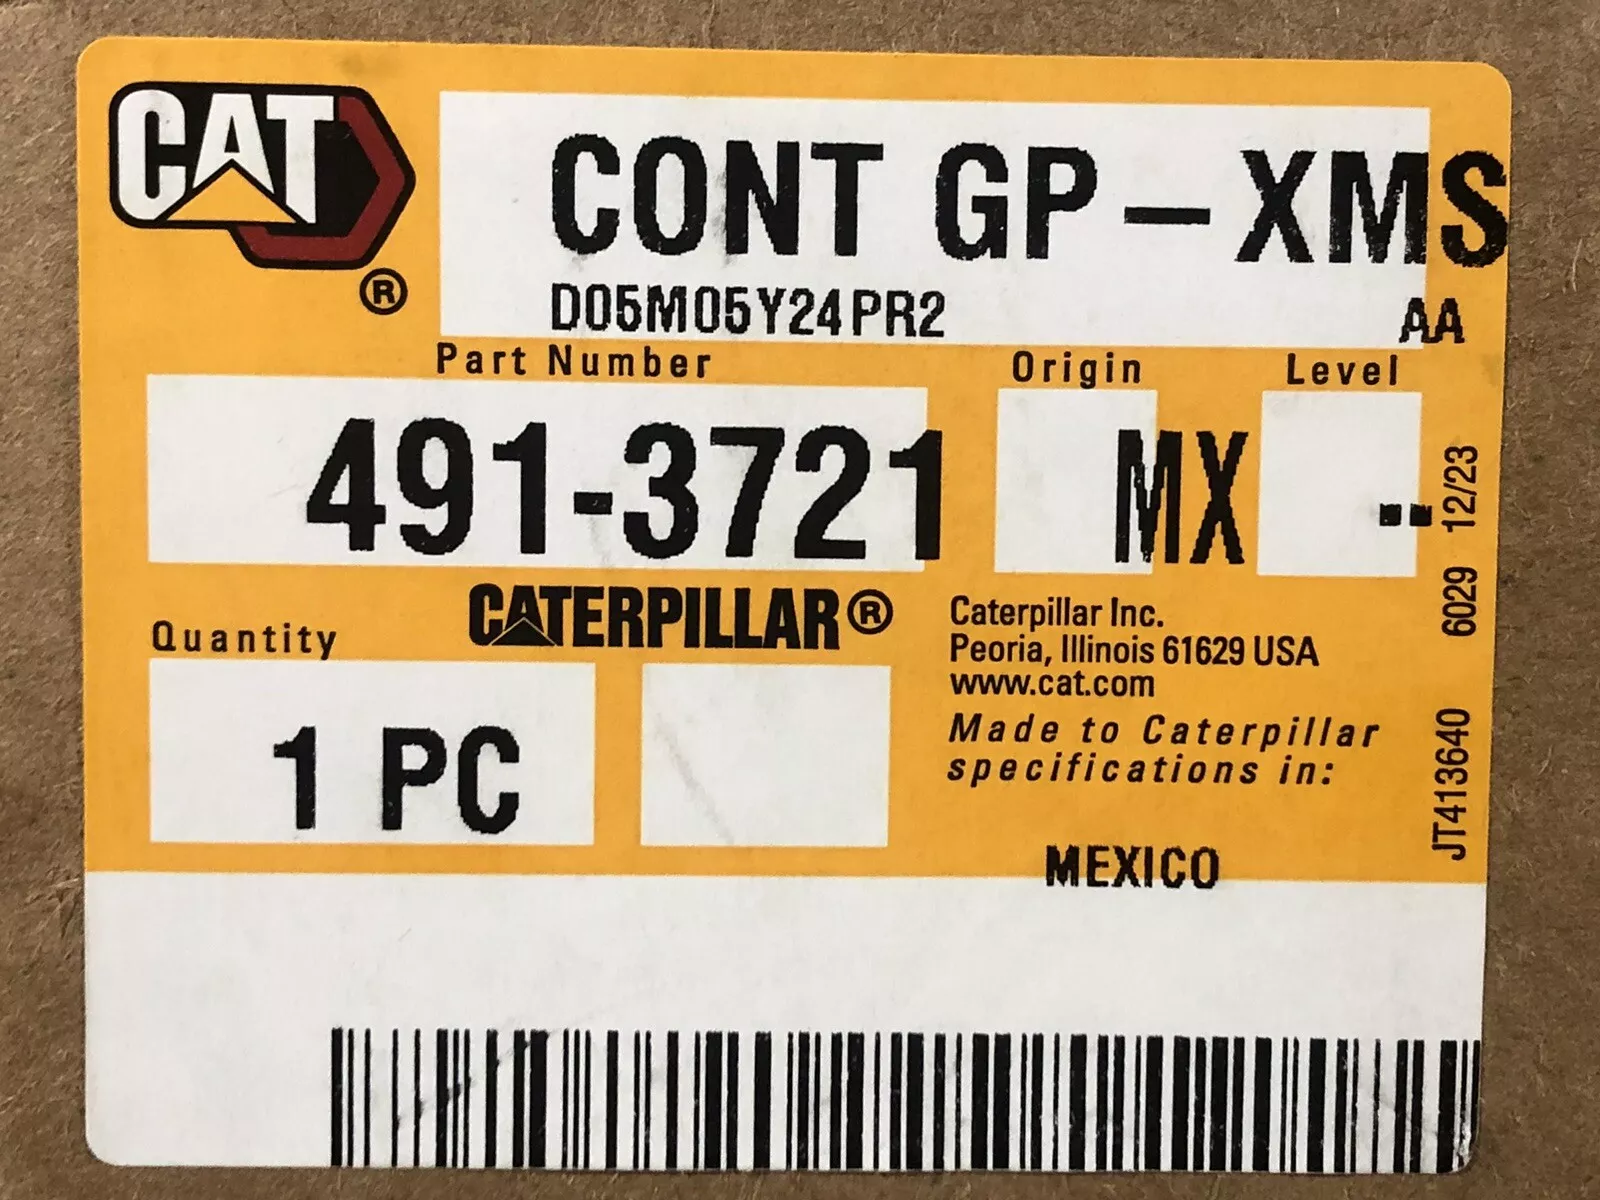 CAT
®
CONT GP-XMS
D05M05Y24PR2 AA
Part Number Origin Level
491-3721 MX --
Quantity
CATERPILLAR®
1 PC
Caterpillar Inc.
Peoria, Illinois 61629 USA
www.cat.com
Made to Caterpillar
specifications in:
MEXICO
JT413640 6029 12/23